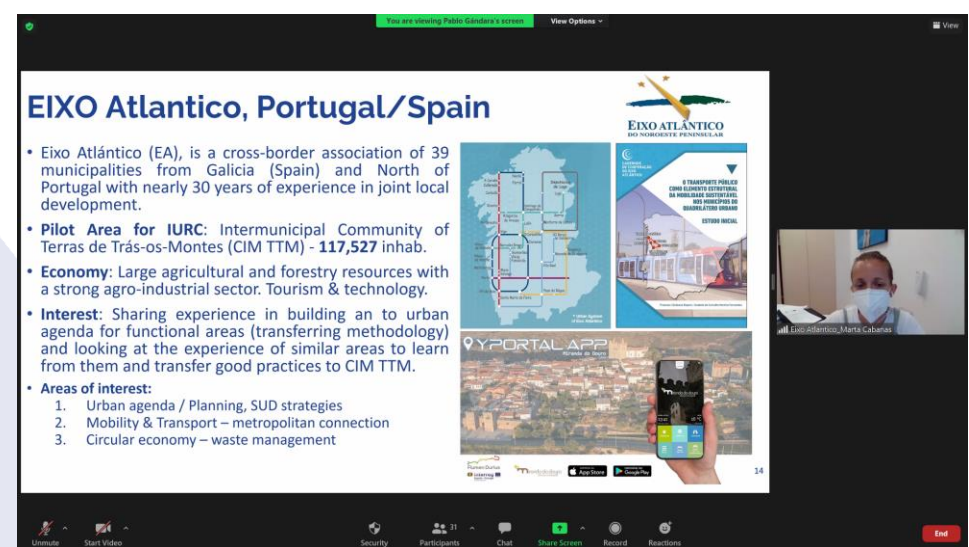 You are viewing Pablo Gándara's screen
View Options
View
EIXO Atlantico, Portugal/Spain
EIXO ATLÁNTICO
DO NOROESTE PENINSULAR
• Eixo Atlántico (EA), is a cross-border association of 39
municipalities from Galicia (Spain) and North of
Portugal with nearly 30 years of experience in joint local
development.
• Pilot Area for IURC: Intermunicipal Community of
Terras de Trás-os-Montes (CIM TTM) - 117,527 inhab.
• Economy: Large agricultural and forestry resources with
a strong agro-industrial sector. Tourism & technology.
• Interest: Sharing experience in building an to urban
agenda for functional areas (transferring methodology)
and looking at the experience of similar areas to learn
from them and transfer good practices to CIM TTM.
• Areas of interest:
1. Urban agenda / Planning, SUD strategies
2. Mobility & Transport – metropolitan connection
3. Circular economy – waste management
O TRANSPORTE PÚBLICO
COMO ELEMENTO ESTRUTURAL
DA MOBILIDADE SUSTENTÁVEL
NOS MUNICÍPIOS DO
QUADRILÁTERO URBANO
ESTUDO INICIAL
YPORTAL APP
Miranda do Douro
App Store
Google Play
14
Eixo Atlantico_Marta Cabanas
Unmute
Start Video
Security
31
Participants
Chat
Share Screen
Record
Reactions
End